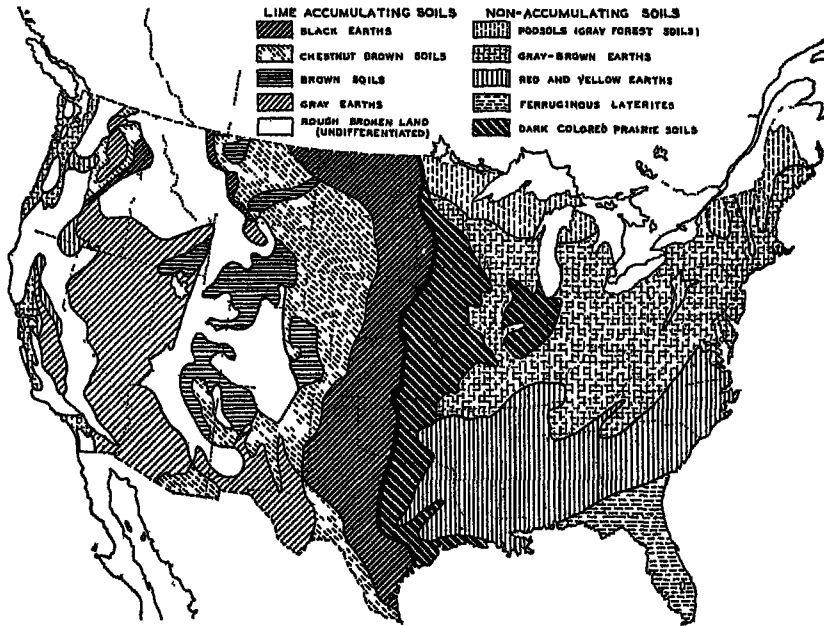 LIME ACCUMULATING SOILS
BLACK EARTHS
CHESTNUT BROWN SOILS
BROWN SOILS
GRAY EARTHS
ROUGH BROKEN LAND
(UNDIFFERENTIATED)
NON-ACCUMULATING SOILS
PODSOLS (GRAY FOREST SOILS)
GRAY-BROWN EARTHS
RED AND YELLOW EARTHS
FERRUGINOUS LATERITES
DARK COLORED PRAIRIE SOILS